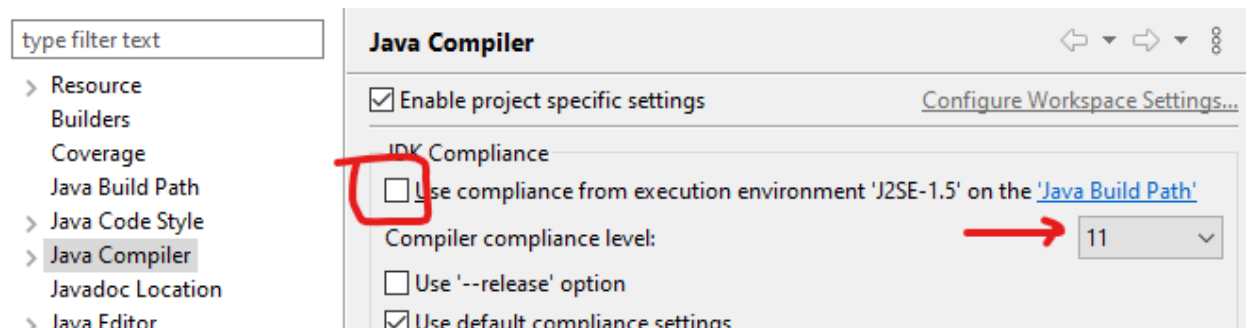 type filter text
Resource
Builders
Coverage
Java Build Path
Java Code Style
Java Compiler
Javadoc Location
Java Editor
Java Compiler
Enable project specific settings
Configure Workspace Settings...
JDK Compliance
Use compliance from execution environment 'J2SE-1.5' on the 'Java Build Path'
Compiler compliance level:
11
Use '--release' option
Use default compliance settings